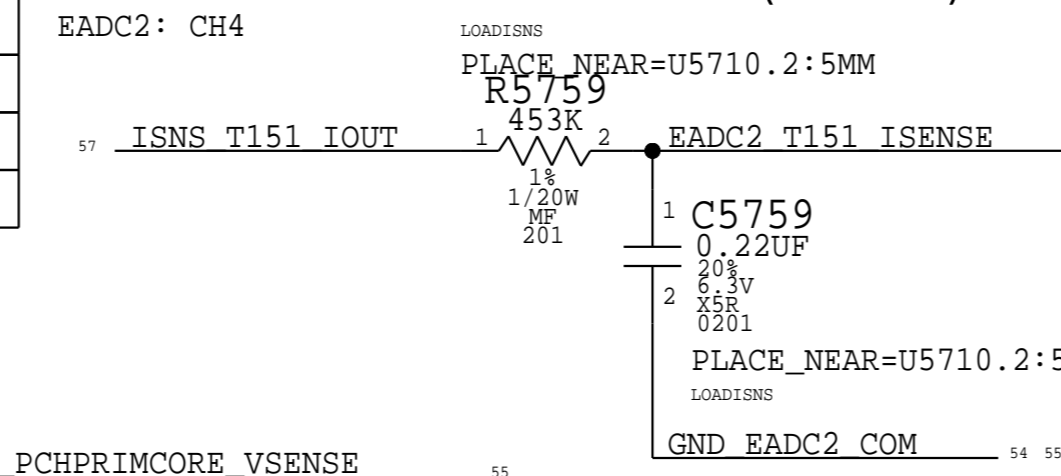 EADC2: CH4
LOADISNS
PLACE_NEAR=U5710.2:5MM
R5759
453K
57 ISNS_T151_IOUT 1 2 EADC2_T151_ISENSE
1%
1/20W
MF
201
1 C5759
0.22UF
20%
6.3V
2 X5R
0201
PLACE_NEAR=U5710.2:5
LOADISNS
GND_EADC2_COM 54 55
_PCHPRIMCORE_VSENSE 55